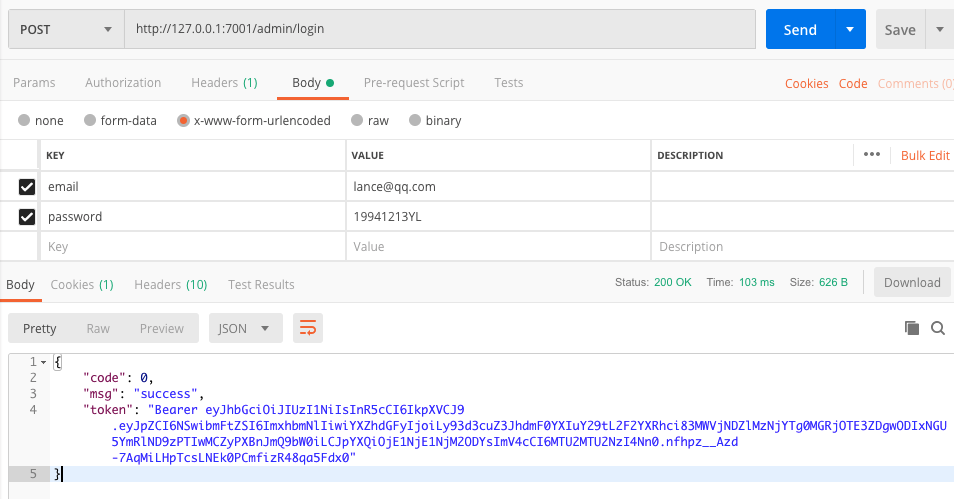 POST http://127.0.0.1:7001/admin/login Send Save
Params Authorization Headers (1) Body Pre-request Script Tests Cookies Code Comments (0
none form-data x-www-form-urlencoded raw binary
KEY VALUE DESCRIPTION ••• Bulk Edit
email lance@qq.com
password 19941213YL
Key Value Description
Body Cookies (1) Headers (10) Test Results Status: 200 OK Time: 103 ms Size: 626 B Download
Pretty Raw Preview JSON
1 {
2 "code": 0,
3 "msg": "success",
4 "token": "Bearer eyJhbGciOiJIUzI1NiIsInR5cCI6IkpXVCJ9
.eyJpZCI6NSwibmFtZSI6ImxhbmNlIiwiYXZhdGFyIjoiLy93d3cuZ3JhdmF0YXIuY29tL2F2YXRhci83MWVjNDZlMzNjYTg0MGRjOTE3ZDgwODIxNGU
5YmRlND9zPTIwMCZyPXBnJmQ9bW0iLCJpYXQiOjE1NjE1NjM2ODYsImV4cCI6MTU2MTU2NzI4Nn0.nfhpz__Azd
-7AqMiLHpTcsLNEk0PCmfizR48qa5Fdx0"
5 }